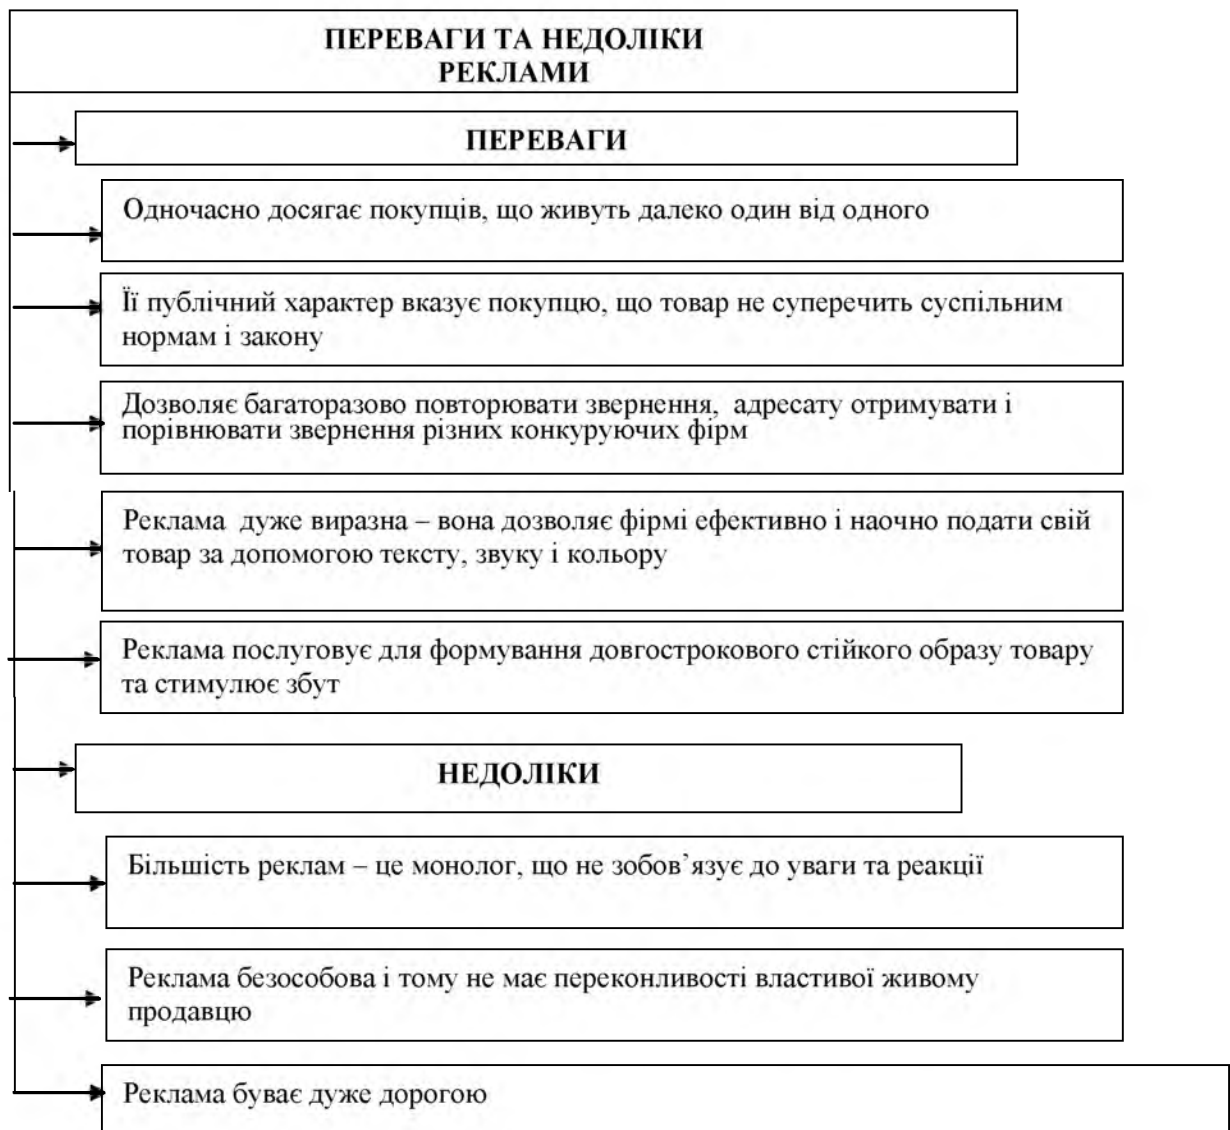 ПЕРЕВАГИ ТА НЕДОЛІКИ
РЕКЛАМИ
ПЕРЕВАГИ
Одночасно досягає покупців, що живуть далеко один від одного
Її публічний характер вказує покупцю, що товар не суперечить суспільним
нормам і закону
Дозволяє багаторазово повторювати звернення, адресату отримувати і
порівнювати звернення різних конкуруючих фірм
Реклама дуже виразна – вона дозволяє фірмі ефективно і наочно подати свій
товар за допомогою тексту, звуку і кольору
Реклама послуговує для формування довгострокового стійкого образу товару
та стимулює збут
НЕДОЛІКИ
Більшість реклам – це монолог, що не зобов’язує до уваги та реакції
Реклама безособова і тому не має переконливості властивої живому
продавцю
Реклама буває дуже дорогою